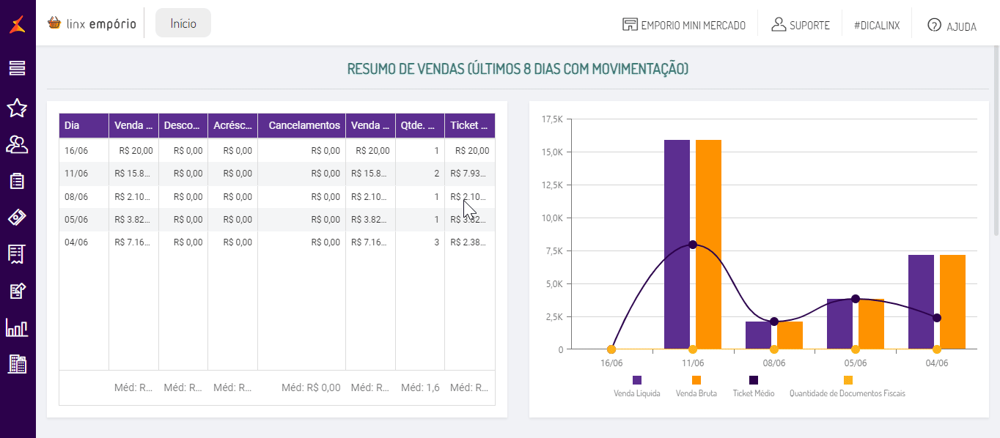 linx empório
Início
EMPORIO MINI MERCADO
SUPORTE
#DICALINX
AJUDA
RESUMO DE VENDAS (ÚLTIMOS 8 DIAS COM MOVIMENTAÇÃO)
Dia Venda ... Desco... Acrésc... Cancelamentos Venda ... Qtde. ... Ticket ...
16/06 R$ 20,00 R$ 0,00 R$ 0,00 R$ 0,00 R$ 20,00 1 R$ 20,00
11/06 R$ 15.8... R$ 0,00 R$ 0,00 R$ 0,00 R$ 15.8... 2 R$ 7.93...
08/06 R$ 2.10... R$ 0,00 R$ 0,00 R$ 0,00 R$ 2.10... 1 R$ 2.10...
05/06 R$ 3.82... R$ 0,00 R$ 0,00 R$ 0,00 R$ 3.82... 1 R$ 3.82...
04/06 R$ 7.16... R$ 0,00 R$ 0,00 R$ 0,00 R$ 7.16... 3 R$ 2.38...
Méd: R... Méd: R... Méd: R... Méd: R$ 0,00 Méd: R... Méd: 1,6 Méd: R...
17,5K
15,0K
12,5K
10,0K
7,5K
5,0K
2,5K
0
16/06 11/06 08/06 05/06 04/06
Venda Líquida Venda Bruta Ticket Médio Quantidade de Documentos Fiscais